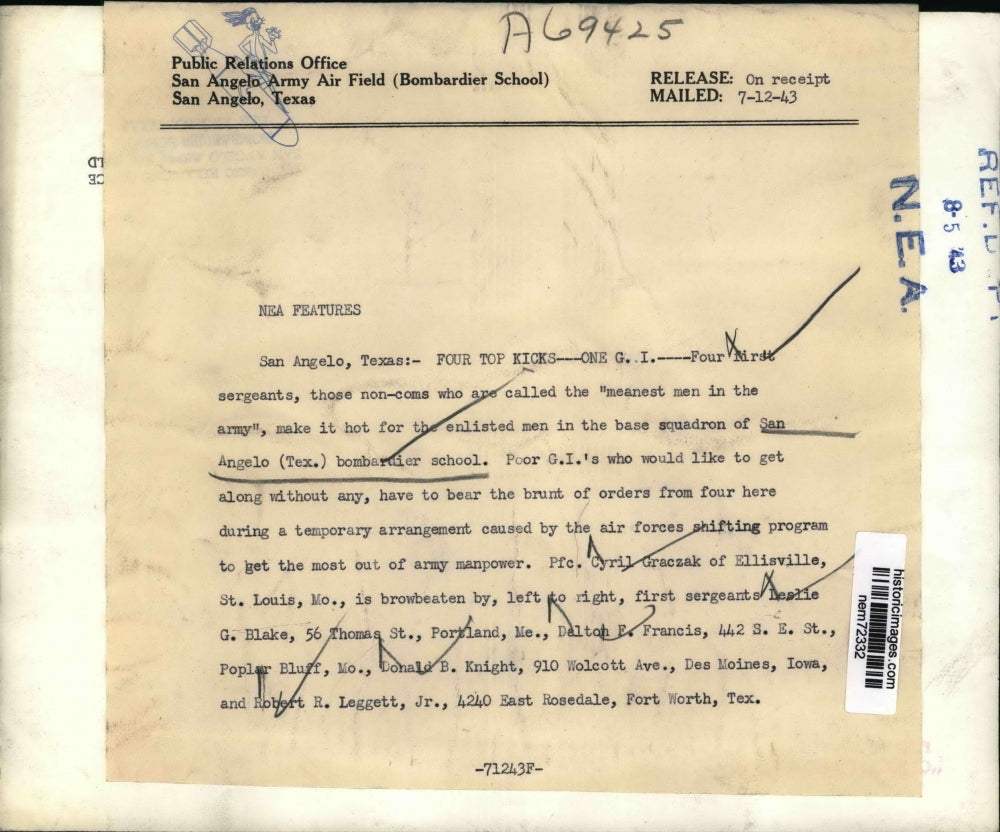 A69425
Public Relations Office
San Angelo Army Air Field (Bombardier School)
San Angelo, Texas
RELEASE: On receipt
MAILED: 7-12-43
N.E.A.
8-5 43
NEA FEATURES
San Angelo, Texas:- FOUR TOP KICKS---ONE G. I.----Four first
sergeants, those non-coms who are called the "meanest men in the
army", make it hot for the enlisted men in the base squadron of San
Angelo (Tex.) bombardier school. Poor G.I.'s who would like to get
along without any, have to bear the brunt of orders from four here
during a temporary arrangement caused by the air forces shifting program
to get the most out of army manpower. Pfc. Cyril Graczak of Ellisville,
St. Louis, Mo., is browbeaten by, left to right, first sergeants Leslie
G. Blake, 56 Thomas St., Portland, Me., Dalton E. Francis, 442 S. E. St.,
Poplar Bluff, Mo., Donald B. Knight, 910 Wolcott Ave., Des Moines, Iowa,
and Robert R. Leggett, Jr., 4240 East Rosedale, Fort Worth, Tex.
-71243F-
historicimages.com
nem72332